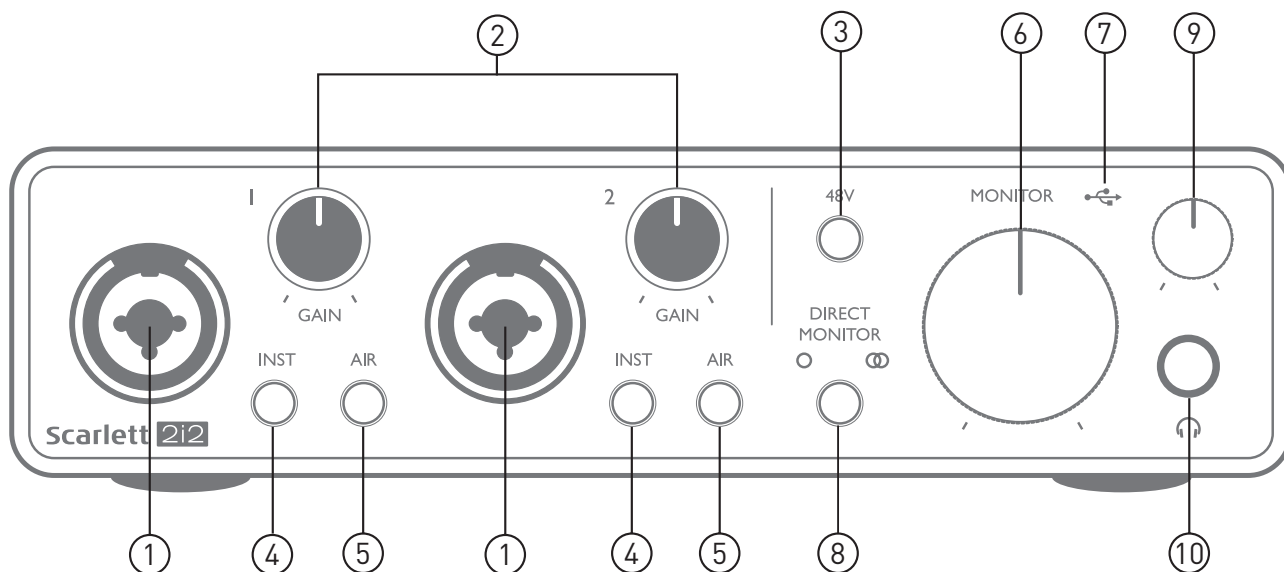 2 3 6 7 9
1 2 48V MONITOR
GAIN GAIN DIRECT
MONITOR
INST AIR INST AIR
Scarlett 2i2
1 4 5 1 4 5 8 10